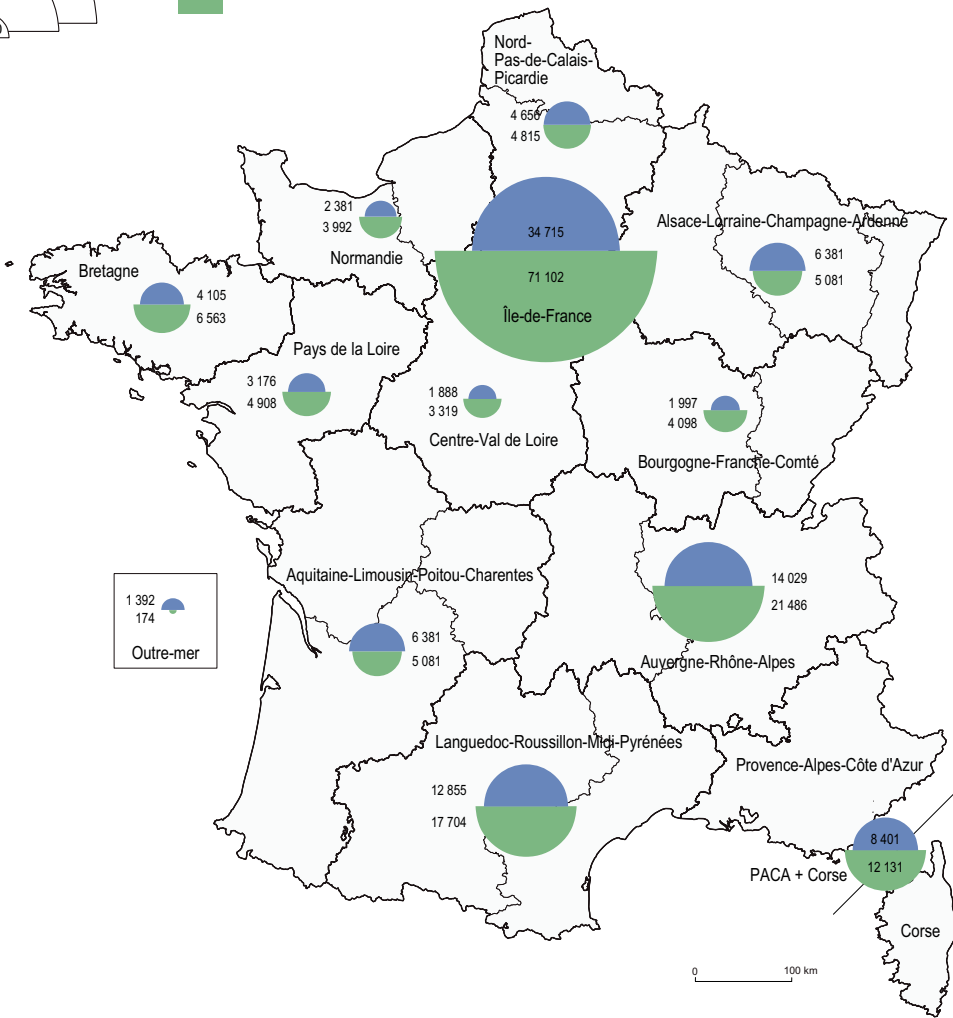 Nord-
Pas-de-Calais-
Picardie
4 656
4 815
2 381
3 992
Normandie
34 715
71 102
Île-de-France
Alsace-Lorraine-Champagne-Ardenne
6 381
5 081
Bretagne
4 105
6 563
Pays de la Loire
3 176
4 908
1 888
3 319
Centre-Val de Loire
1 997
4 098
Bourgogne-Franche-Comté
Aquitaine-Limousin-Poitou-Charentes
6 381
5 081
14 029
21 486
Auvergne-Rhône-Alpes
1 392
174
Outre-mer
Languedoc-Roussillon-Midi-Pyrénées
12 855
17 704
Provence-Alpes-Côte d'Azur
8 401
12 131
PACA + Corse
Corse
0 100 km